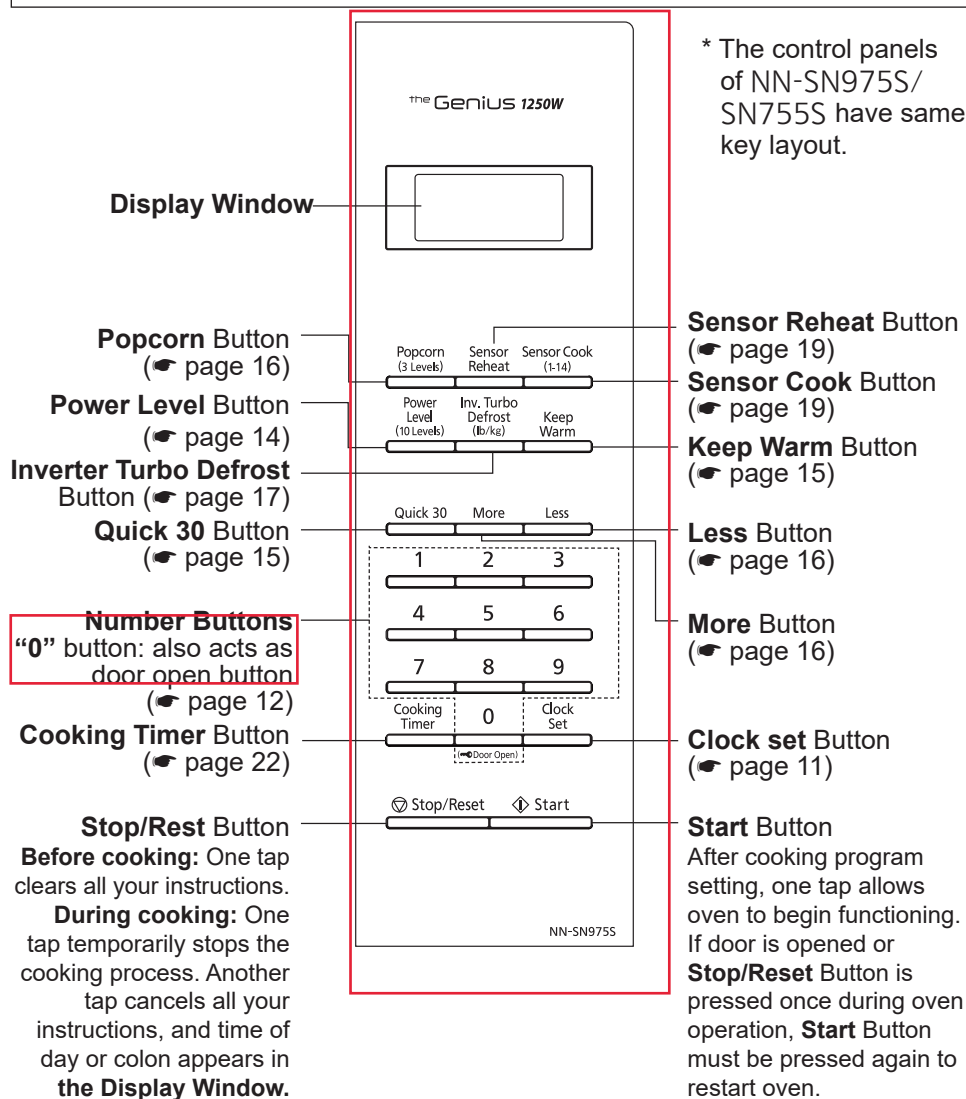 * The control panels
of NN-SN975S/
SN755S have same
key layout.
the Genius 1250W
Display Window
Popcorn Button
(☛ page 16)
Power Level Button
(☛ page 14)
Inverter Turbo Defrost
Button (☛ page 17)
Quick 30 Button
(☛ page 15)
Number Buttons
“0” button: also acts as
door open button
(☛ page 12)
Cooking Timer Button
(☛ page 22)
Stop/Rest Button
Before cooking: One tap
clears all your instructions.
During cooking: One
tap temporarily stops the
cooking process. Another
tap cancels all your
instructions, and time of
day or colon appears in
the Display Window.
Popcorn
(3 Levels)
Sensor
Reheat
Sensor Cook
(1-14)
Power
Level
(10 Levels)
Inv. Turbo
Defrost
(lb/kg)
Keep
Warm
Quick 30 More Less
1 2 3
4 5 6
7 8 9
Cooking
Timer
0
(Door Open)
Clock
Set
Stop/Reset Start
NN-SN975S
Sensor Reheat Button
(☛ page 19)
Sensor Cook Button
(☛ page 19)
Keep Warm Button
(☛ page 15)
Less Button
(☛ page 16)
More Button
(☛ page 16)
Clock set Button
(☛ page 11)
Start Button
After cooking program
setting, one tap allows
oven to begin functioning.
If door is opened or
Stop/Reset Button is
pressed once during oven
operation, Start Button
must be pressed again to
restart oven.